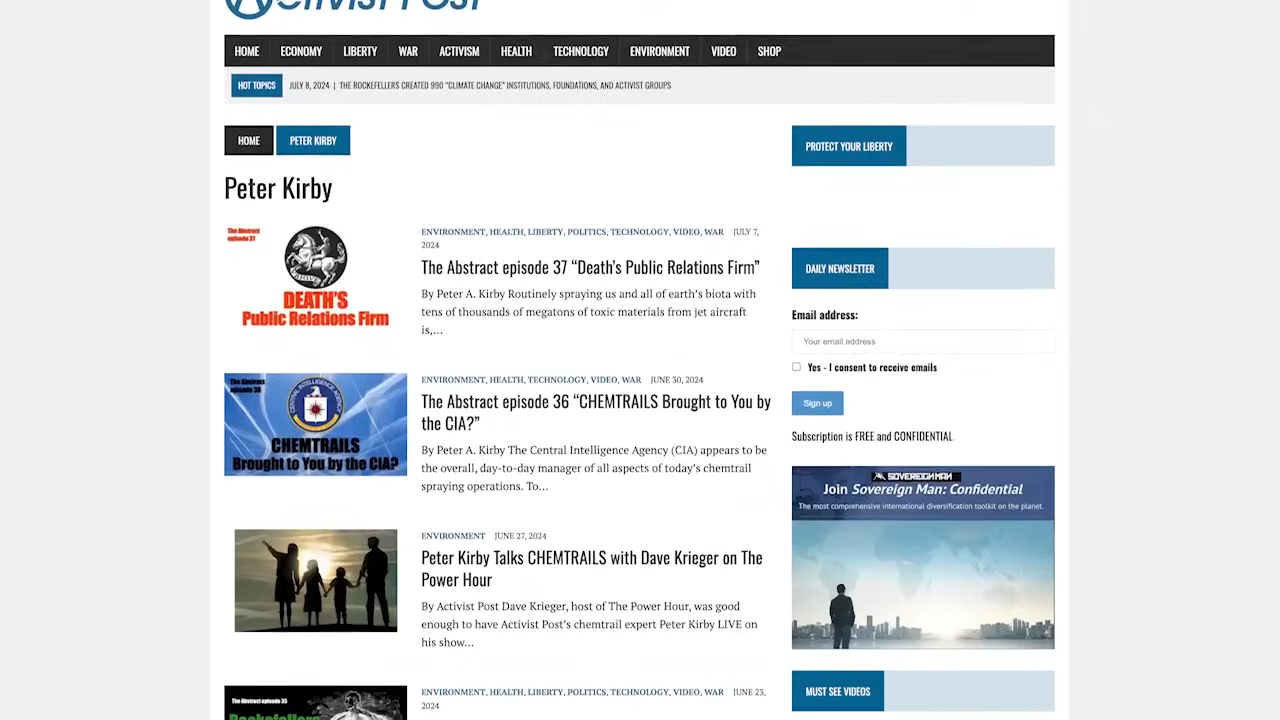 Activist Post
HOME ECONOMY LIBERTY WAR ACTIVISM HEALTH TECHNOLOGY ENVIRONMENT VIDEO SHOP
HOT TOPICS JULY 8, 2024 | THE ROCKEFELLERS CREATED 990 "CLIMATE CHANGE" INSTITUTIONS, FOUNDATIONS, AND ACTIVIST GROUPS
HOME PETER KIRBY
Peter Kirby
The Abstract
episode 37
DEATH'S
Public Relations Firm
ENVIRONMENT, HEALTH, LIBERTY, POLITICS, TECHNOLOGY, VIDEO, WAR JULY 7,
2024
The Abstract episode 37 “Death’s Public Relations Firm”
By Peter A. Kirby Routinely spraying us and all of earth’s biota with
tens of thousands of megatons of toxic materials from jet aircraft
is,…
The Abstract
episode 36
CENTRAL INTELLIGENCE AGENCY
CHEMTRAILS
Brought to You by the CIA?
ENVIRONMENT, HEALTH, TECHNOLOGY, VIDEO, WAR JUNE 30, 2024
The Abstract episode 36 “CHEMTRAILS Brought to You by
the CIA?”
By Peter A. Kirby The Central Intelligence Agency (CIA) appears to be
the overall, day-to-day manager of all aspects of today’s chemtrail
spraying operations. To…
ENVIRONMENT JUNE 27, 2024
Peter Kirby Talks CHEMTRAILS with Dave Krieger on The
Power Hour
By Activist Post Dave Krieger, host of The Power Hour, was good
enough to have Activist Post’s chemtrail expert Peter Kirby LIVE on
his show…
The Abstract episode 35
Rockefellers
ENVIRONMENT, HEALTH, LIBERTY, POLITICS, TECHNOLOGY, VIDEO, WAR JUNE 23,
2024
PROTECT YOUR LIBERTY
DAILY NEWSLETTER
Email address:
Your email address
Yes - I consent to receive emails
Sign up
Subscription is FREE and CONFIDENTIAL
SOVEREIGN MAN
Join Sovereign Man: Confidential
The most comprehensive international diversification toolkit on the planet.
MUST SEE VIDEOS